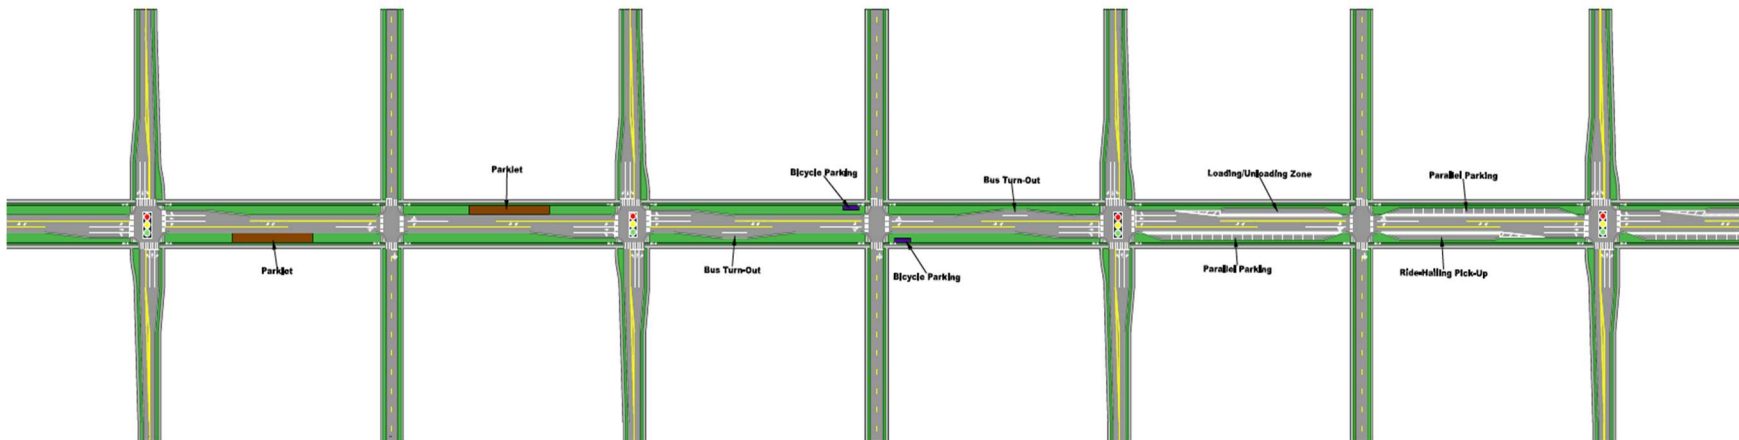 Parklet
Bicycle Parking
Bus Turn-Out
Loading/Unloading Zone
Parallel Parking
Parklet
Bus Turn-Out
Bicycle Parking
Parallel Parking
Ride-Hailing Pick-Up